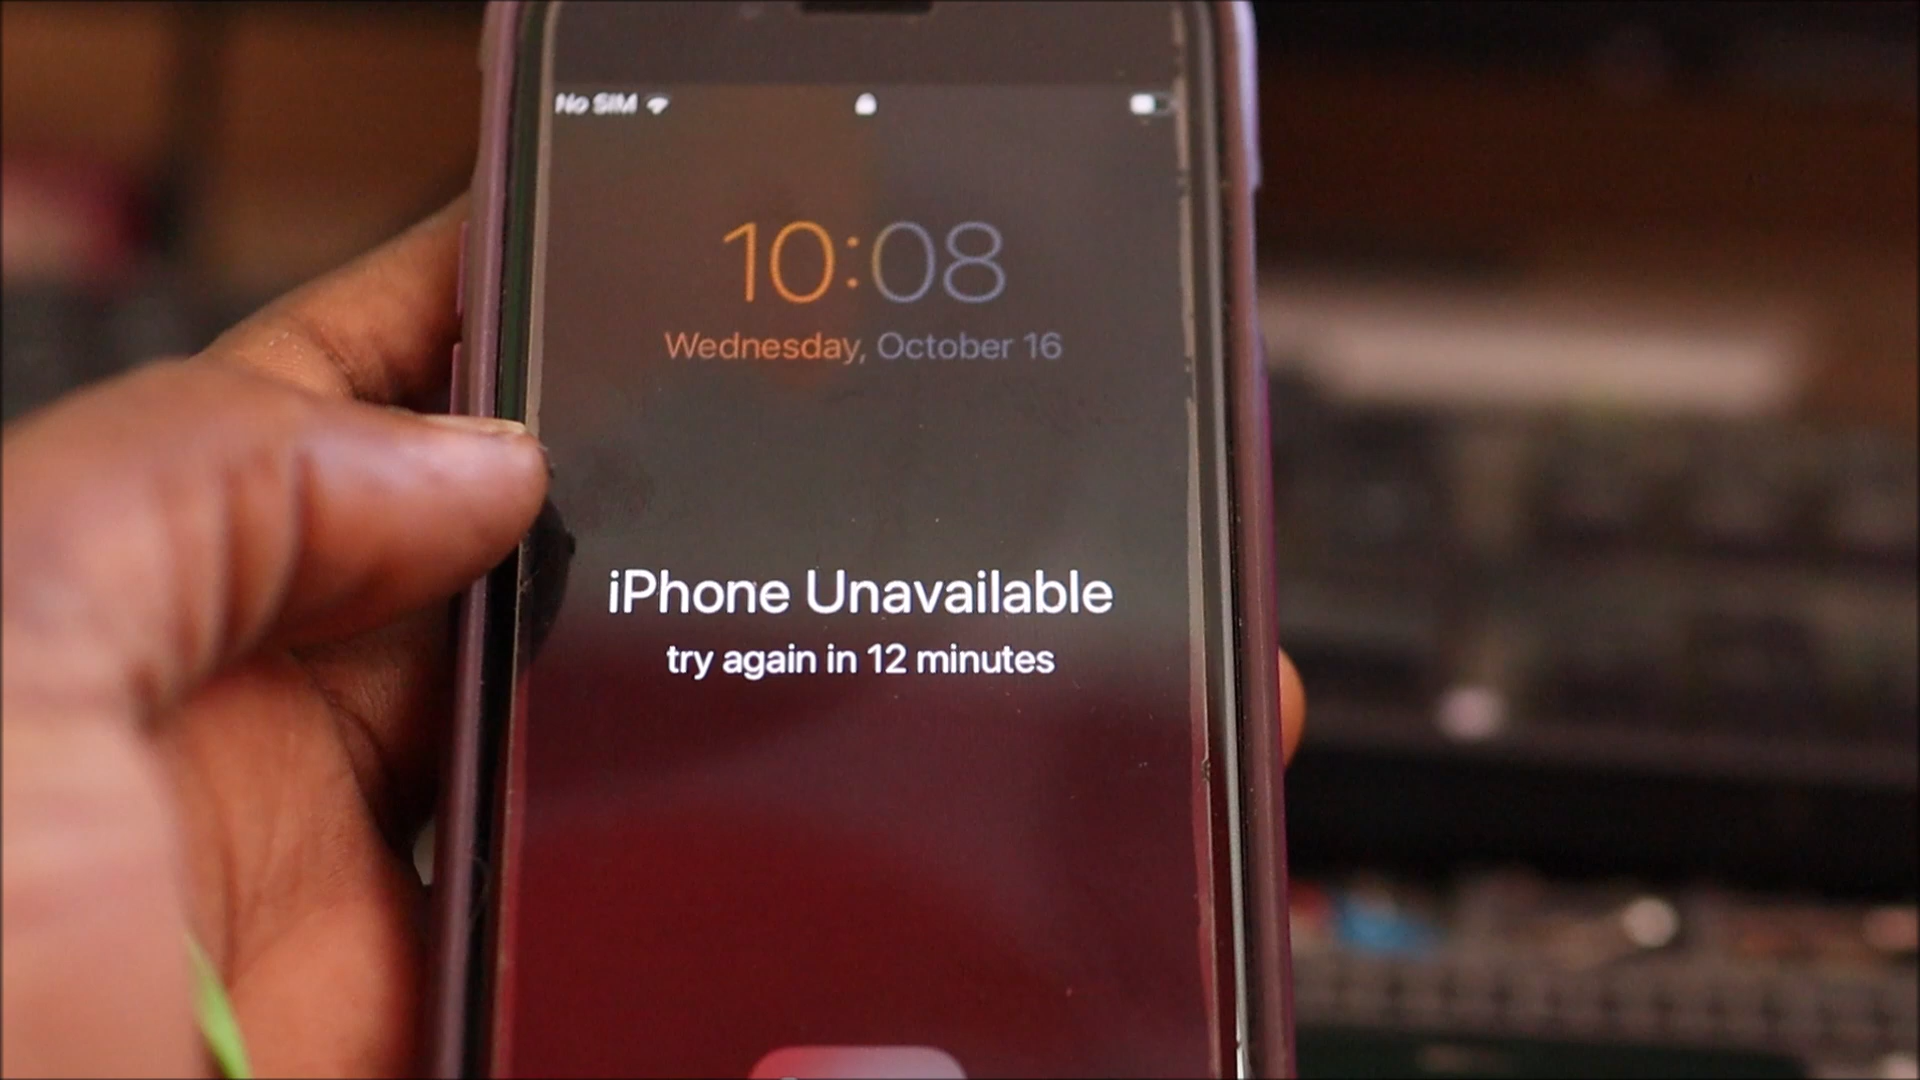 No SIM
10:08
Wednesday, October 16
iPhone Unavailable
try again in 12 minutes